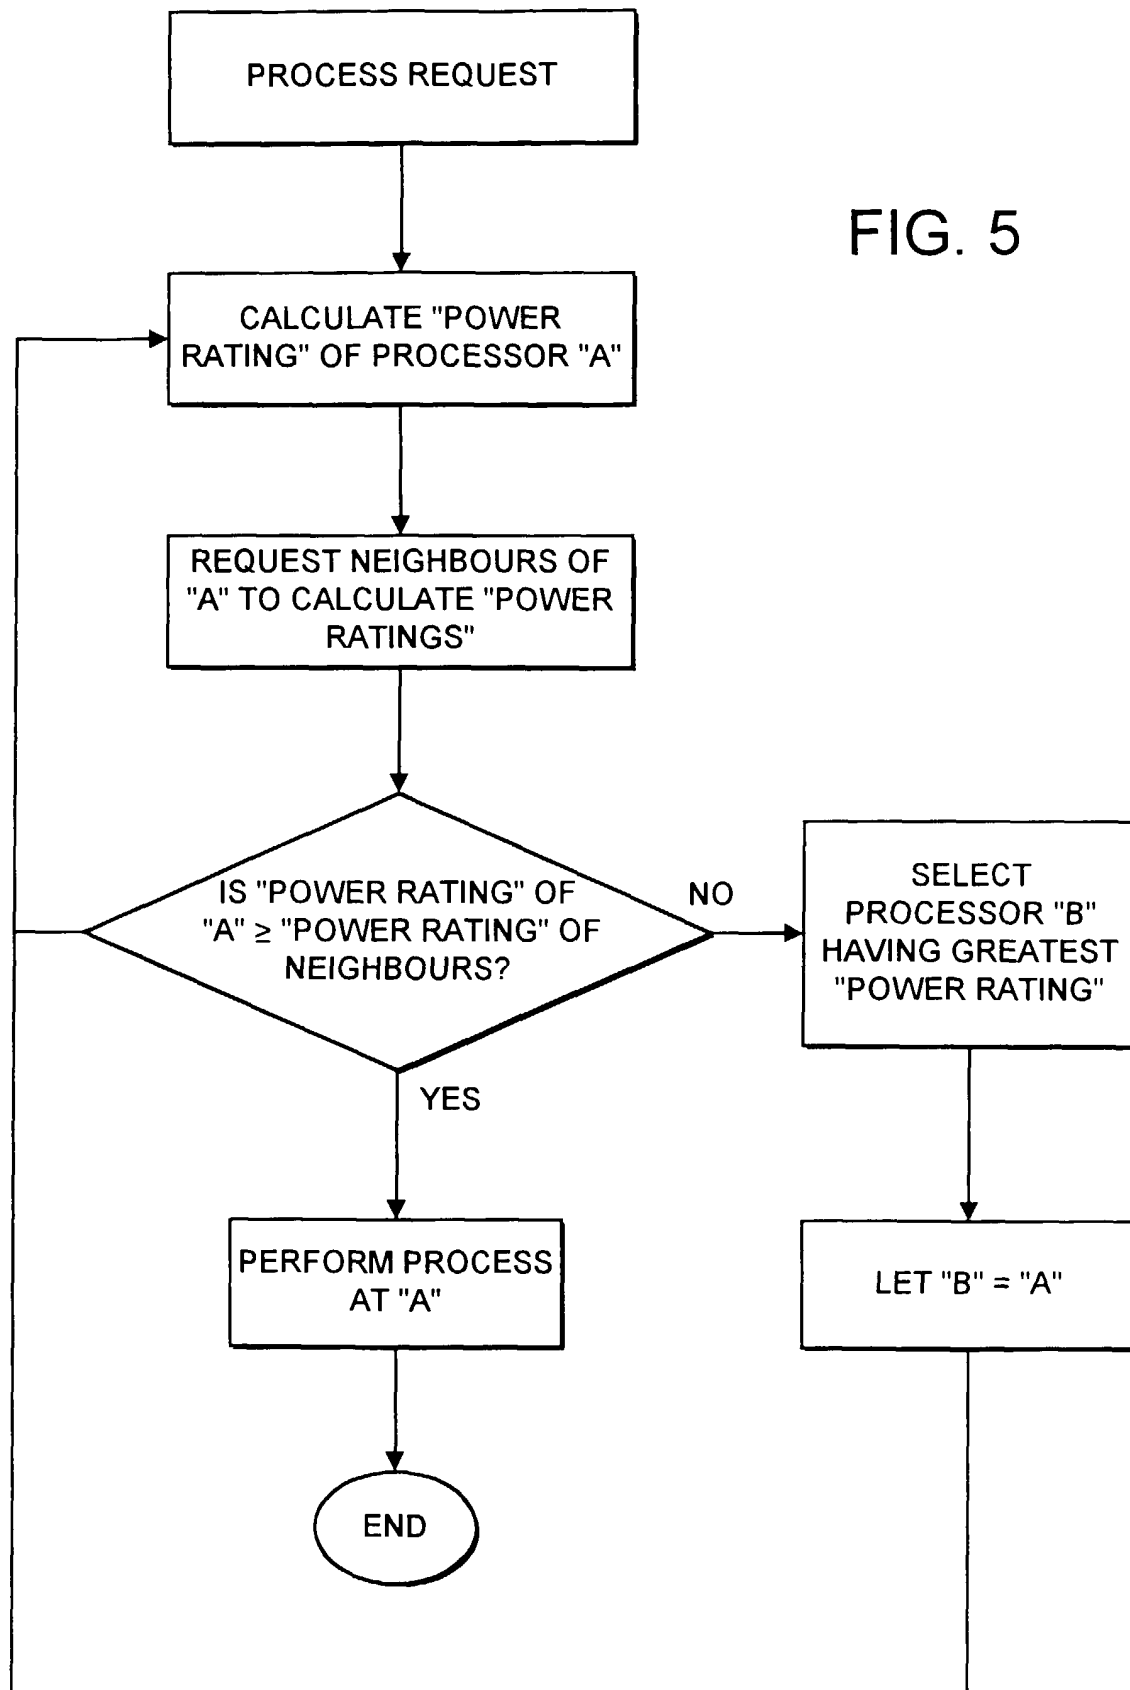 PROCESS REQUEST
FIG. 5
CALCULATE "POWER
RATING" OF PROCESSOR "A"
REQUEST NEIGHBOURS OF
"A" TO CALCULATE "POWER
RATINGS"
IS "POWER RATING" OF
"A" ≥ "POWER RATING" OF
NEIGHBOURS?
NO
SELECT
PROCESSOR "B"
HAVING GREATEST
"POWER RATING"
YES
PERFORM PROCESS
AT "A"
LET "B" = "A"
END